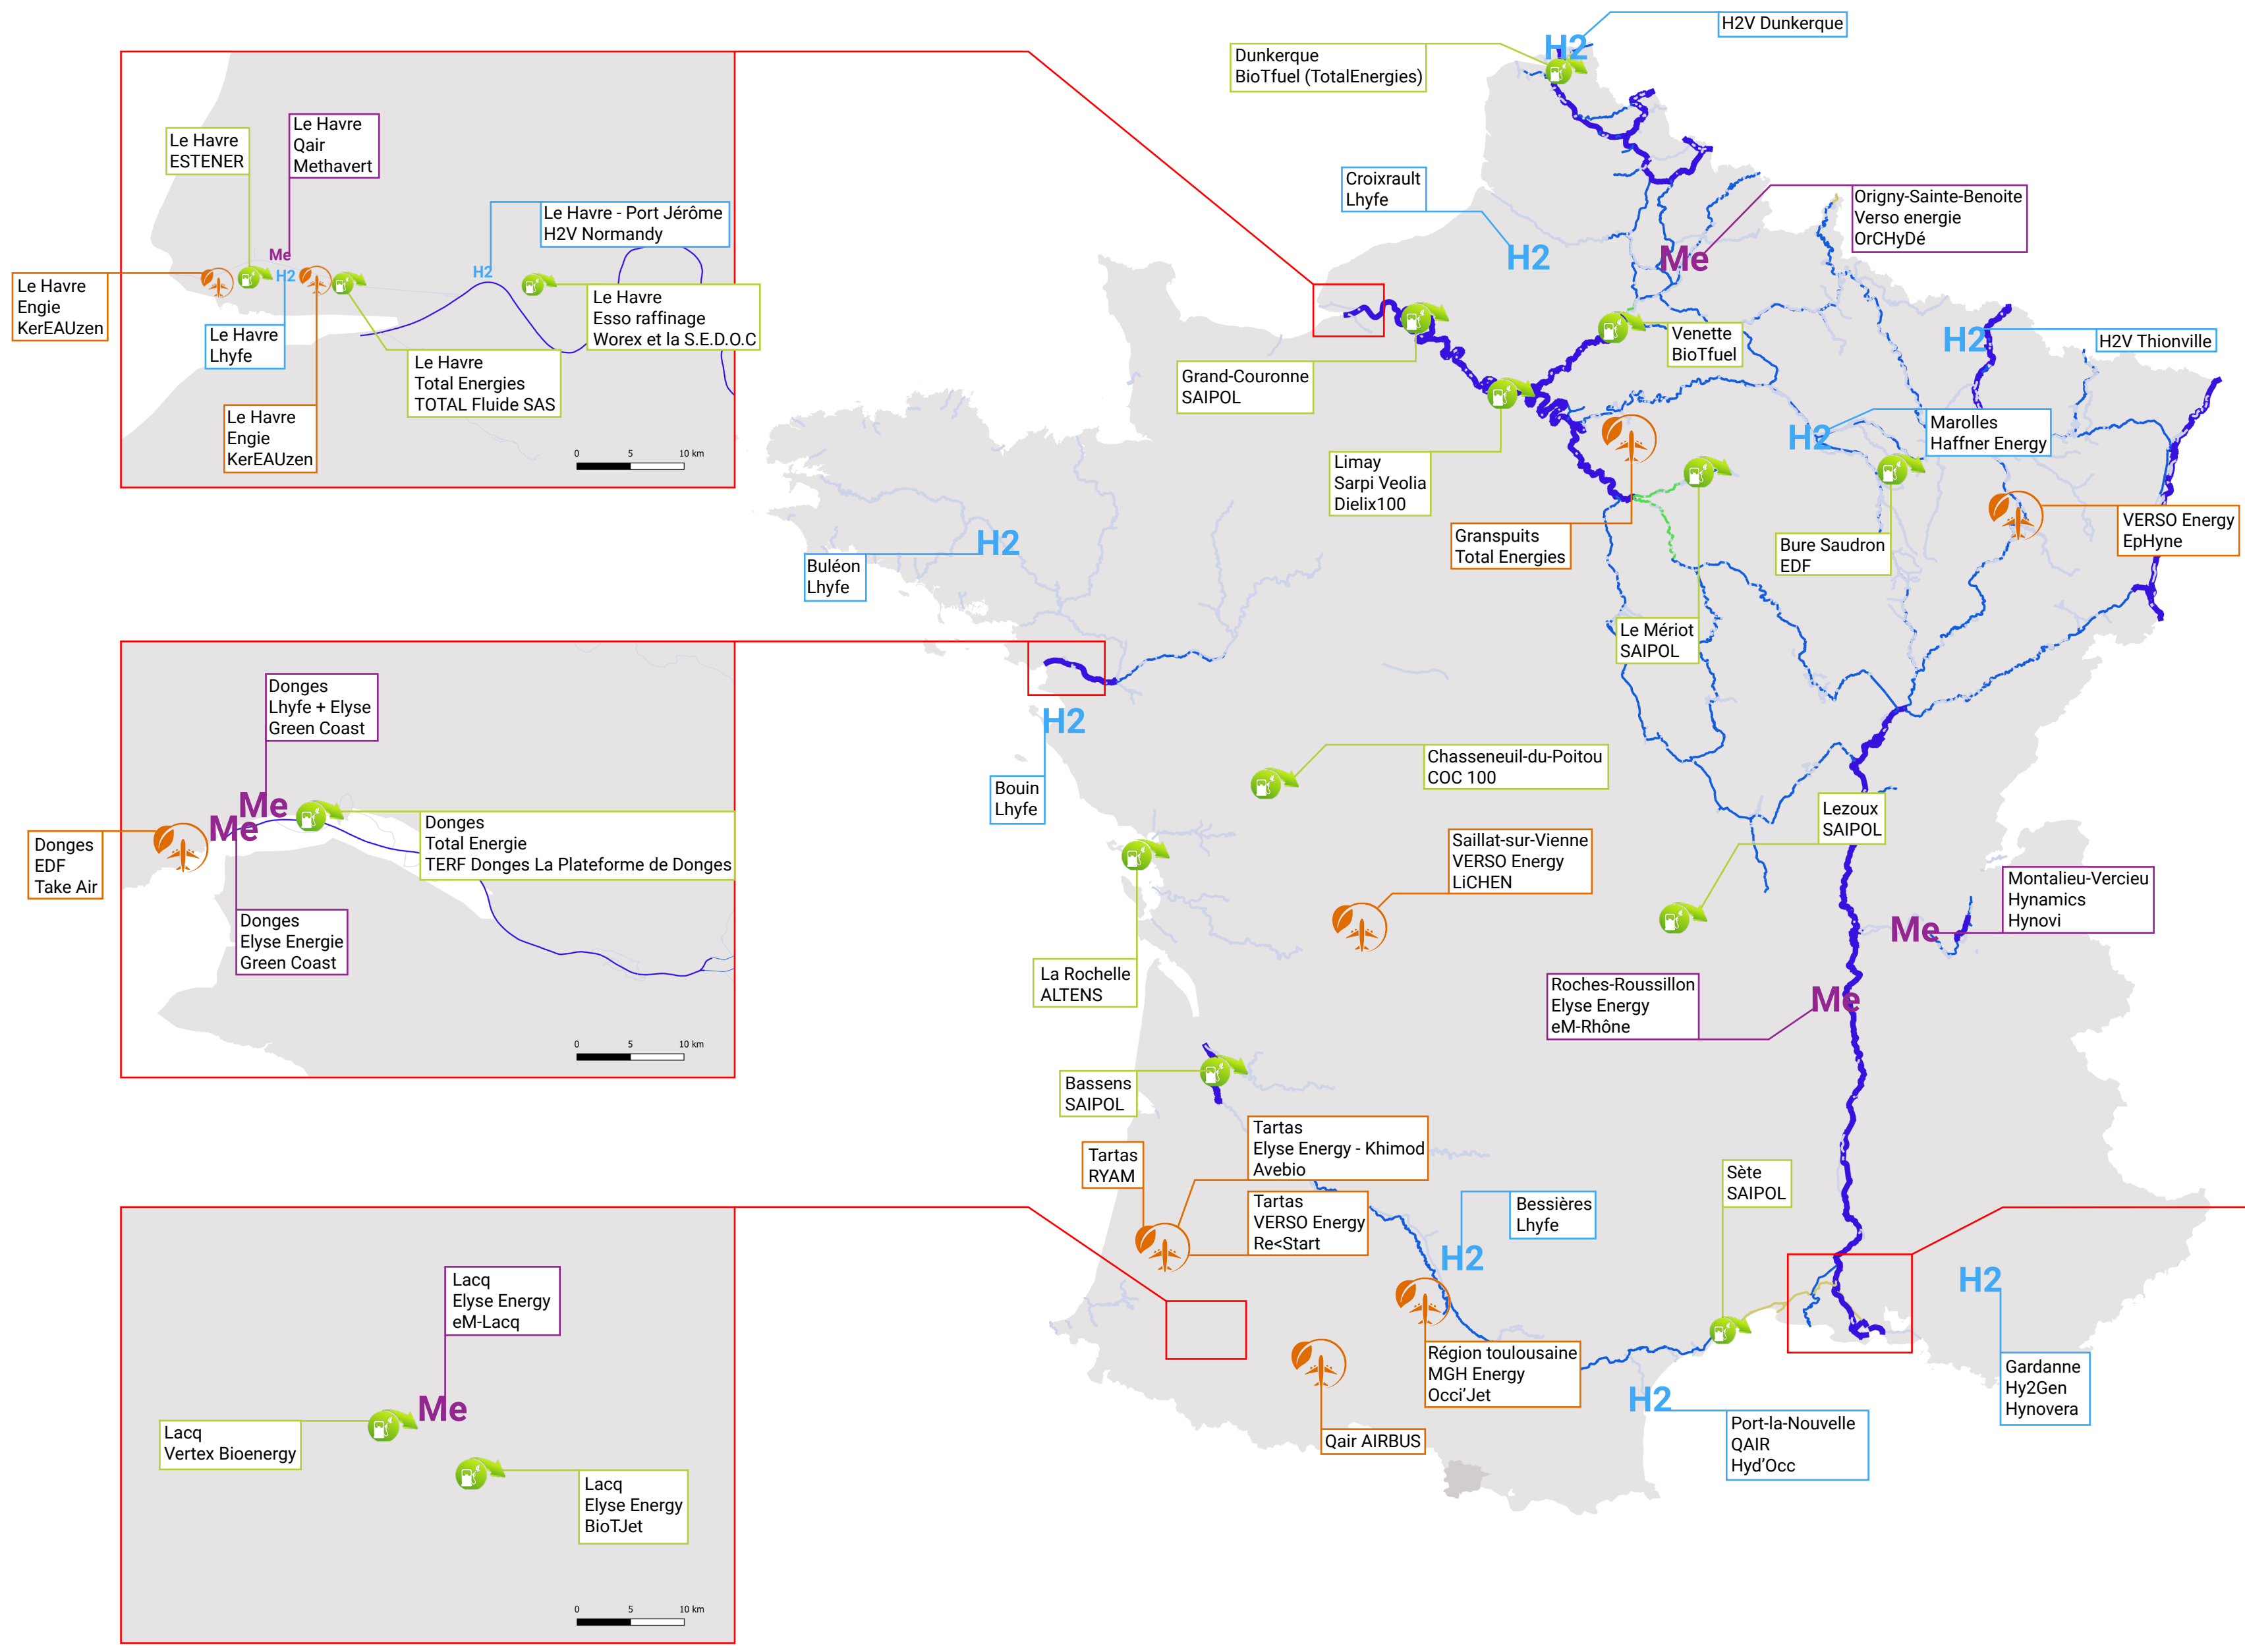 H2V Dunkerque
H2
Dunkerque
BioTfuel (TotalEnergies)
Le Havre
Qair
Methavert
Le Havre
ESTENER
Le Havre - Port Jérôme
H2V Normandy
Me
H2
H2
Le Havre
Engie
KerEAUzen
Le Havre
Esso raffinage
Worex et la S.E.D.O.C
Le Havre
Lhyfe
Le Havre
Total Energies
TOTAL Fluide SAS
Le Havre
Engie
KerEAUzen
0 5 10 km
Croixrault
Lhyfe
H2
Origny-Sainte-Benoite
Verso energie
OrCHyDé
Me
Venette
BioTfuel
H2
H2V Thionville
Grand-Couronne
SAIPOL
Marolles
Haffner Energy
H2
Limay
Sarpi Veolia
Dielix100
Granspuits
Total Energies
Bure Saudron
EDF
VERSO Energy
EpHyne
H2
Buléon
Lhyfe
Le Mériot
SAIPOL
Donges
Lhyfe + Elyse
Green Coast
Me
Me
Donges
EDF
Take Air
Donges
Total Energie
TERF Donges La Plateforme de Donges
Donges
Elyse Energie
Green Coast
0 5 10 km
H2
Bouin
Lhyfe
Chasseneuil-du-Poitou
COC 100
Lezoux
SAIPOL
Saillat-sur-Vienne
VERSO Energy
LiCHEN
Montalieu-Vercieu
Hynamics
Hynovi
Me
La Rochelle
ALTENS
Roches-Roussillon
Elyse Energy
eM-Rhône
Me
Bassens
SAIPOL
Tartas
Elyse Energy - Khimod
Avebio
Tartas
RYAM
Tartas
VERSO Energy
Re<Start
Bessières
Lhyfe
H2
Sète
SAIPOL
H2
Gardanne
Hy2Gen
Hynovera
Région toulousaine
MGH Energy
Occi’Jet
H2
Port-la-Nouvelle
QAIR
Hyd’Occ
Qair AIRBUS
Lacq
Elyse Energy
eM-Lacq
Me
Lacq
Vertex Bioenergy
Lacq
Elyse Energy
BioTJet
0 5 10 km